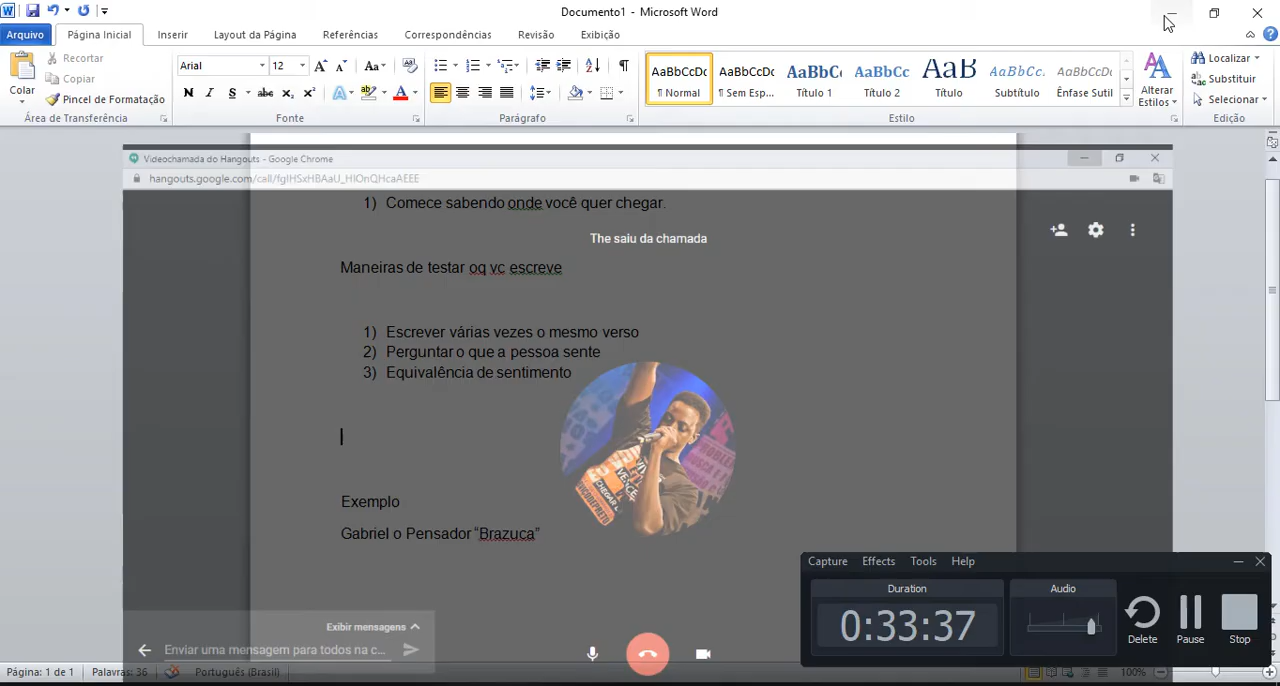 Documento1 - Microsoft Word
Arquivo Página Inicial Inserir Layout da Página Referências Correspondências Revisão Exibição
Colar
Recortar
Copiar
Pincel de Formatação
Área de Transferência
Arial 12
Fonte
Parágrafo
AaBbCcDc AaBbCcDc AaBbC AaBbCc AaB AaBbCc. AaBbCcDc
¶ Normal ¶ Sem Esp... Título 1 Título 2 Título Subtítulo Ênfase Sutil
Estilo
Alterar
Estilos
Localizar
Substituir
Selecionar
Edição
Videochamada do Hangouts - Google Chrome
1) Comece sabendo onde você quer chegar.
The saiu da chamada
Maneiras de testar oq vc escreve
1) Escrever várias vezes o mesmo verso
2) Perguntar o que a pessoa sente
3) Equivalência de sentimento
Exemplo
Gabriel o Pensador “Brazuca”
Exibir mensagens
Enviar uma mensagem para todos na c...
Capture Effects Tools Help
Duration
0:33:37
Audio
Delete
Pause
Stop
Página: 1 de 1 Palavras: 36 Português (Brasil) 100%